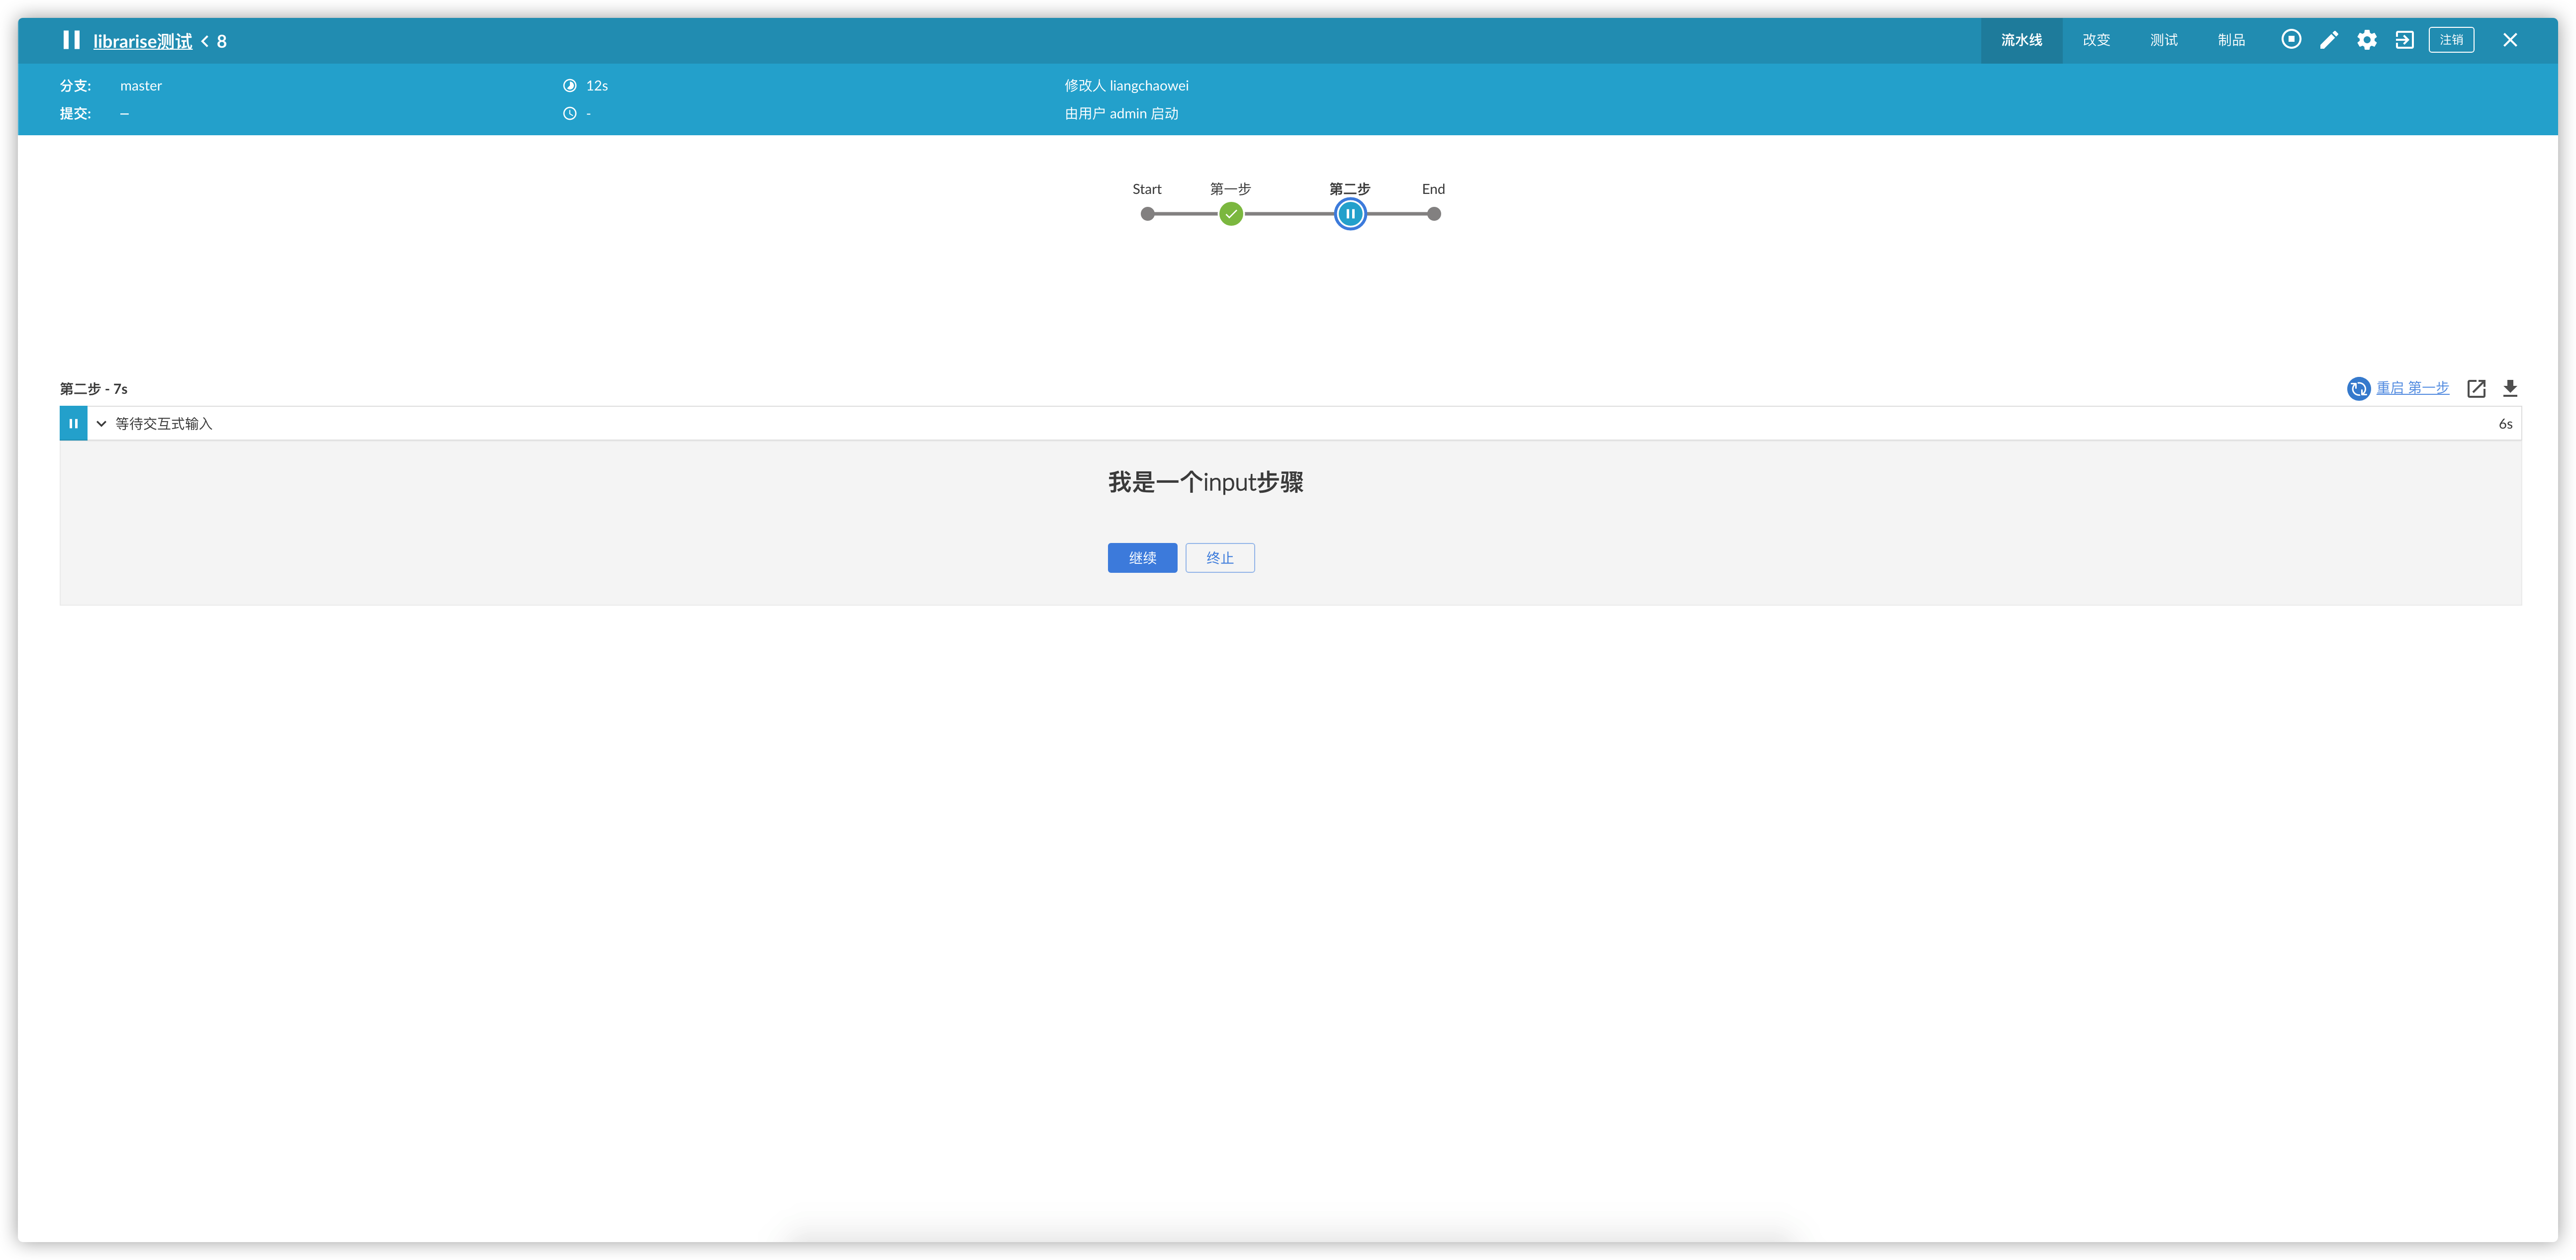 librarise测试 < 8
流水线 改变 测试 制品 注销
分支: master 12s 修改人 liangchaowei
提交: — - 由用户 admin 启动
Start 第一步 第二步 End
第二步 - 7s 重启 第一步
等待交互式输入 6s
我是一个input步骤
继续 终止